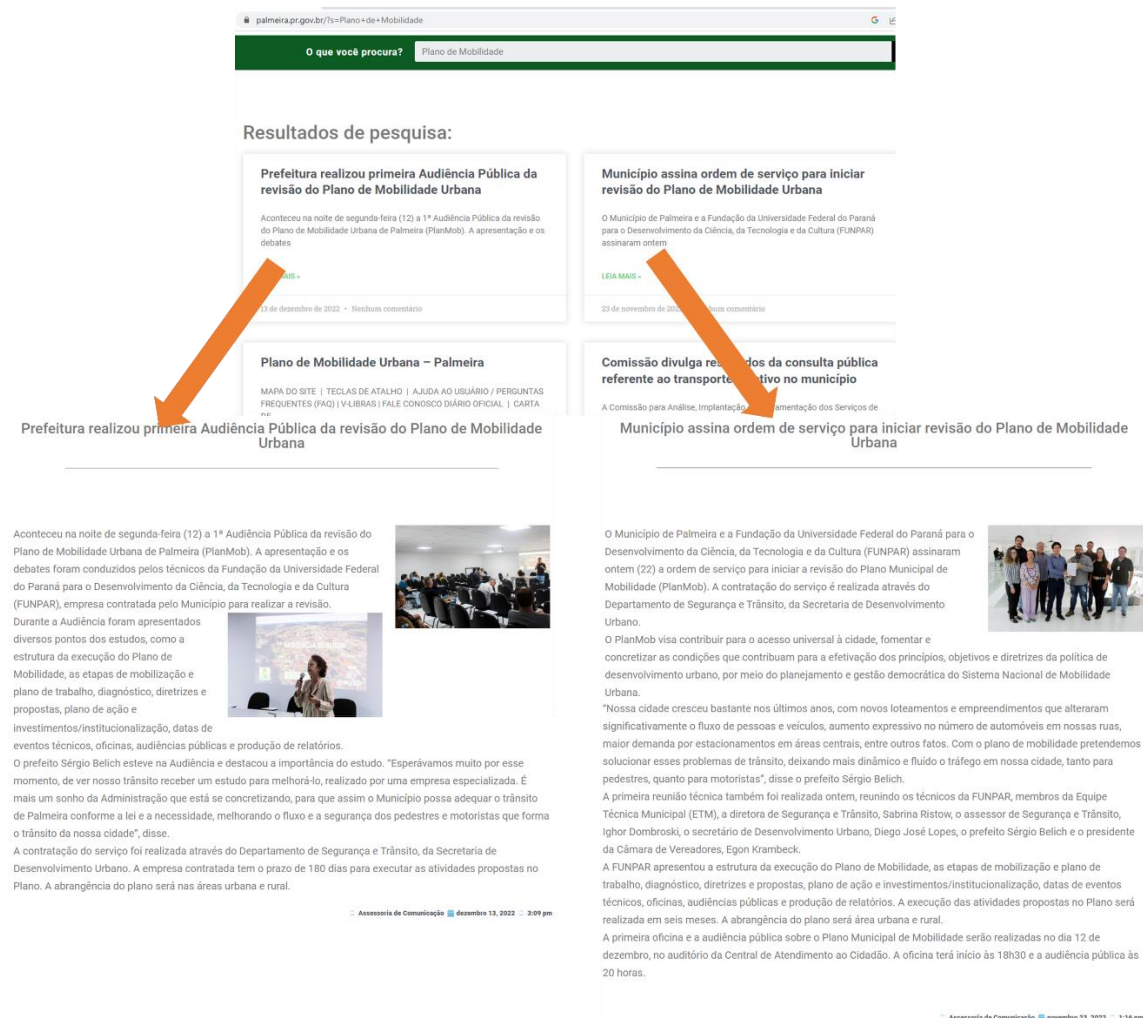 palmeira.pr.gov.br/?s=Plano+de+Mobilidade
O que você procura?
Plano de Mobilidade
Resultados de pesquisa:
Prefeitura realizou primeira Audiência Pública da
revisão do Plano de Mobilidade Urbana
Aconteceu na noite de segunda-feira (12) a 1ª Audiência Pública da revisão
do Plano de Mobilidade Urbana de Palmeira (PlanMob). A apresentação e os
debates
MAIS »
13 de dezembro de 2022 • Nenhum comentário
Município assina ordem de serviço para iniciar
revisão do Plano de Mobilidade Urbana
O Município de Palmeira e a Fundação da Universidade Federal do Paraná
para o Desenvolvimento da Ciência, da Tecnologia e da Cultura (FUNPAR)
assinaram ontem
LEIA MAIS »
23 de novembro de 202 comentário
Plano de Mobilidade Urbana – Palmeira
MAPA DO SITE | TECLAS DE ATALHO | AJUDA AO USUÁRIO / PERGUNTAS
FREQUENTES (FAQ) | V-LIBRAS | FALE CONOSCO DIÁRIO OFICIAL | CARTA
Comissão divulga dos da consulta pública
referente ao transporte no município
A Comissão para Análise, Implantação dos Serviços de
Prefeitura realizou primeira Audiência Pública da revisão do Plano de Mobilidade
Urbana
Aconteceu na noite de segunda-feira (12) a 1ª Audiência Pública da revisão do
Plano de Mobilidade Urbana de Palmeira (PlanMob). A apresentação e os
debates foram conduzidos pelos técnicos da Fundação da Universidade Federal
do Paraná para o Desenvolvimento da Ciência, da Tecnologia e da Cultura
(FUNPAR), empresa contratada pelo Município para realizar a revisão.
Durante a Audiência foram apresentados
diversos pontos dos estudos, como a
estrutura da execução do Plano de
Mobilidade, as etapas de mobilização e
plano de trabalho, diagnóstico, diretrizes e
propostas, plano de ação e
investimentos/institucionalização, datas de
eventos técnicos, oficinas, audiências públicas e produção de relatórios.
O prefeito Sérgio Belich esteve na Audiência e destacou a importância do estudo. “Esperávamos muito por esse
momento, de ver nosso trânsito receber um estudo para melhorá-lo, realizado por uma empresa especializada. É
mais um sonho da Administração que está se concretizando, para que assim o Município possa adequar o trânsito
de Palmeira conforme a lei e a necessidade, melhorando o fluxo e a segurança dos pedestres e motoristas que forma
o trânsito da nossa cidade”, disse.
A contratação do serviço foi realizada através do Departamento de Segurança e Trânsito, da Secretaria de
Desenvolvimento Urbano. A empresa contratada tem o prazo de 180 dias para executar as atividades propostas no
Plano. A abrangência do plano será nas áreas urbana e rural.
Assessoria de Comunicação dezembro 13, 2022 3:09 pm
Município assina ordem de serviço para iniciar revisão do Plano de Mobilidade
Urbana
O Município de Palmeira e a Fundação da Universidade Federal do Paraná para o
Desenvolvimento da Ciência, da Tecnologia e da Cultura (FUNPAR) assinaram
ontem (22) a ordem de serviço para iniciar a revisão do Plano Municipal de
Mobilidade (PlanMob). A contratação do serviço é realizada através do
Departamento de Segurança e Trânsito, da Secretaria de Desenvolvimento
Urbano.
O PlanMob visa contribuir para o acesso universal à cidade, fomentar e
concretizar as condições que contribuam para a efetivação dos princípios, objetivos e diretrizes da política de
desenvolvimento urbano, por meio do planejamento e gestão democrática do Sistema Nacional de Mobilidade
Urbana.
“Nossa cidade cresceu bastante nos últimos anos, com novos loteamentos e empreendimentos que alteraram
significativamente o fluxo de pessoas e veículos, aumento expressivo no número de automóveis em nossas ruas,
maior demanda por estacionamentos em áreas centrais, entre outros fatos. Com o plano de mobilidade pretendemos
solucionar esses problemas de trânsito, deixando mais dinâmico e fluído o tráfego em nossa cidade, tanto para
pedestres, quanto para motoristas”, disse o prefeito Sérgio Belich.
A primeira reunião técnica também foi realizada ontem, reunindo os técnicos da FUNPAR, membros da Equipe
Técnica Municipal (ETM), a diretora de Segurança e Trânsito, Sabrina Ristow, o assessor de Segurança e Trânsito,
Ighor Dombroski, o secretário de Desenvolvimento Urbano, Diego José Lopes, o prefeito Sérgio Belich e o presidente
da Câmara de Vereadores, Egon Krambeck.
A FUNPAR apresentou a estrutura da execução do Plano de Mobilidade, as etapas de mobilização e plano de
trabalho, diagnóstico, diretrizes e propostas, plano de ação e investimentos/institucionalização, datas de eventos
técnicos, oficinas, audiências públicas e produção de relatórios. A execução das atividades propostas no Plano será
realizada em seis meses. A abrangência do plano será área urbana e rural.
A primeira oficina e a audiência pública sobre o Plano Municipal de Mobilidade serão realizadas no dia 12 de
dezembro, no auditório da Central de Atendimento ao Cidadão. A oficina terá início às 18h30 e a audiência pública às
20 horas.
Assessoria de Comunicação novembro 23, 2022 1:16 pm